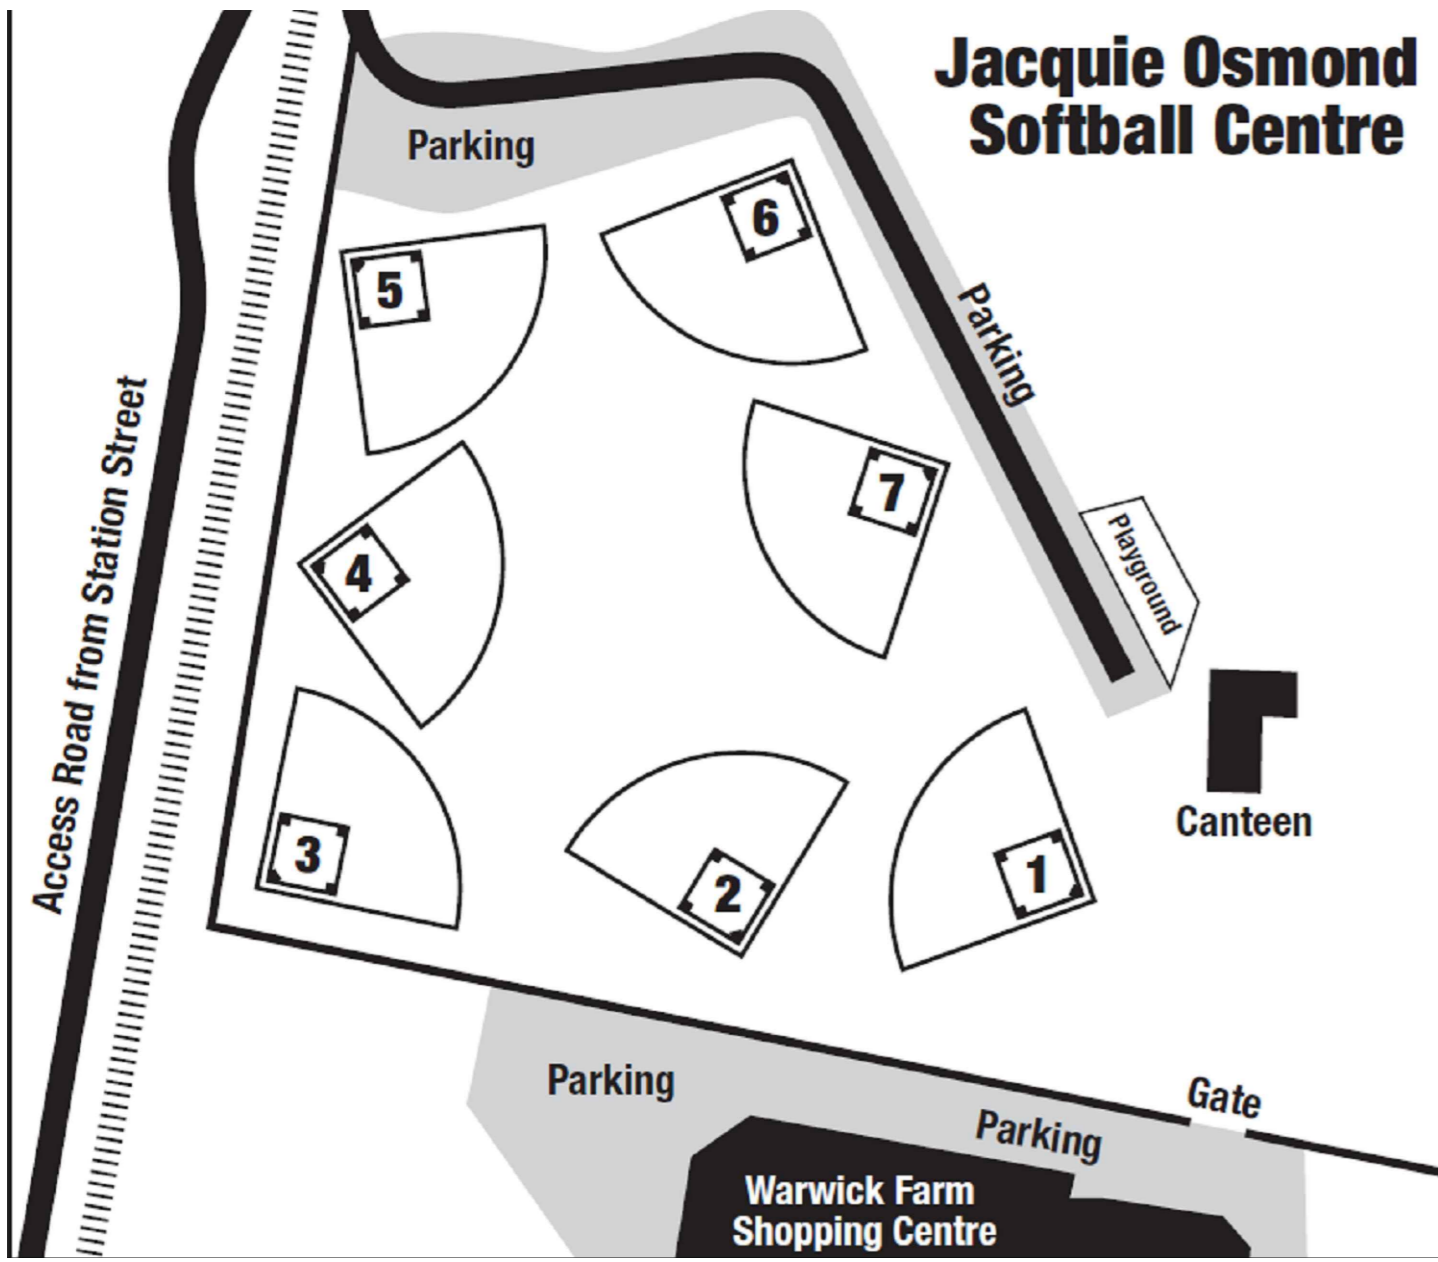 Jacquie Osmond
Softball Centre
Parking
6
5
Parking
Access Road from Station Street
7
Playground
4
3
2
1
Canteen
Parking
Gate
Parking
Warwick Farm
Shopping Centre